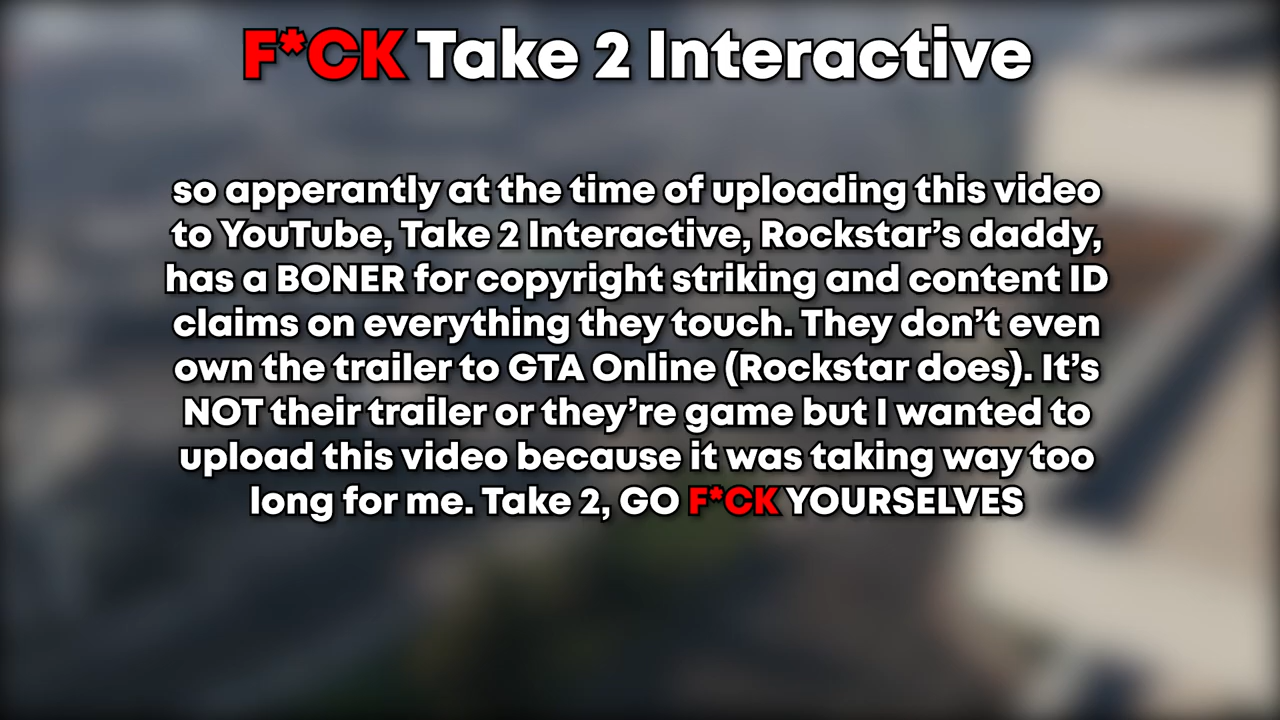 F*CK Take 2 Interactive
so apperantly at the time of uploading this video
to YouTube, Take 2 Interactive, Rockstar’s daddy,
has a BONER for copyright striking and content ID
claims on everything they touch. They don’t even
own the trailer to GTA Online (Rockstar does). It’s
NOT their trailer or they’re game but I wanted to
upload this video because it was taking way too
long for me. Take 2, GO F*CK YOURSELVES